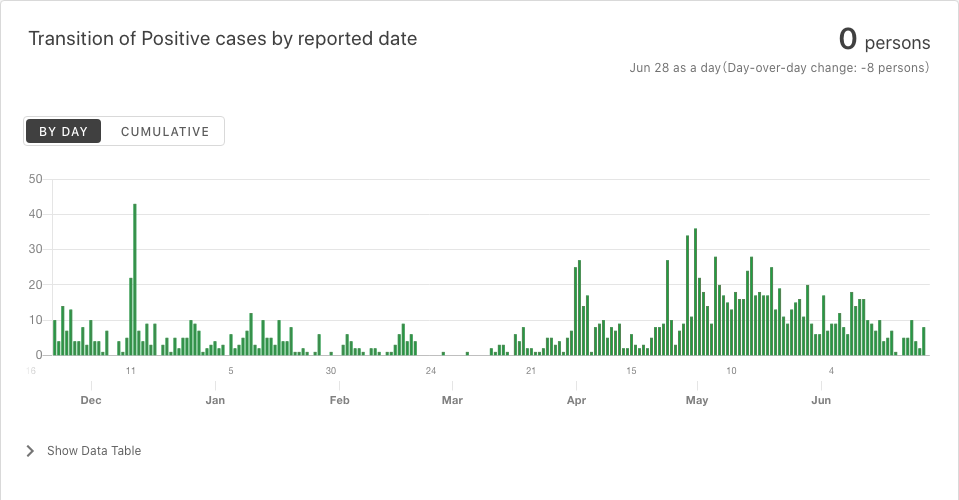 Transition of Positive cases by reported date
0 persons
Jun 28 as a day(Day-over-day change: -8 persons)
BY DAY CUMULATIVE
50
40
30
20
10
0
16 11 5 30 24 21 15 10 4
Dec Jan Feb Mar Apr May Jun
Show Data Table